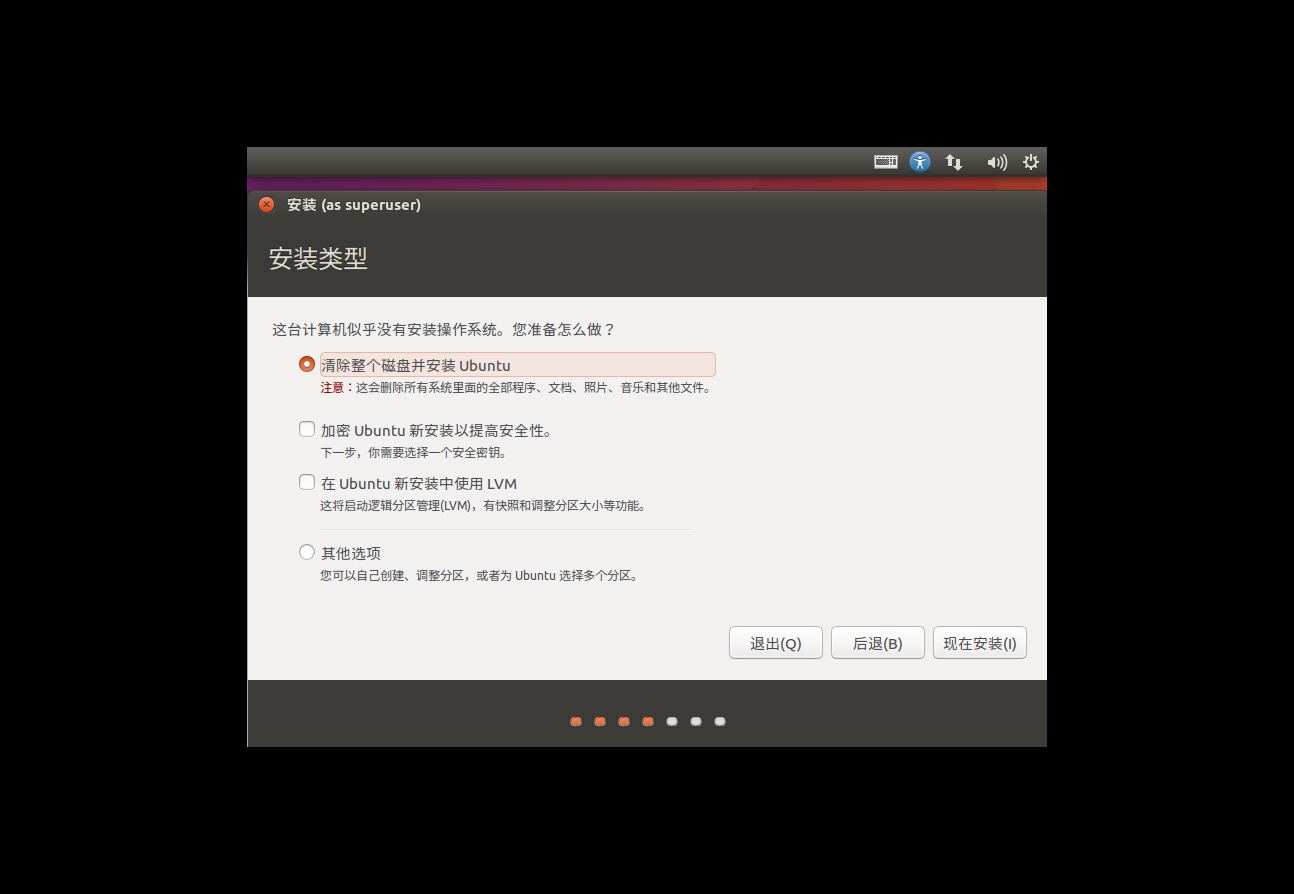 安装 (as superuser)
安装类型
这台计算机似乎没有安装操作系统。您准备怎么做？
清除整个磁盘并安装 Ubuntu
注意：这会删除所有系统里面的全部程序、文档、照片、音乐和其他文件。
加密 Ubuntu 新安装以提高安全性。
下一步，你需要选择一个安全密钥。
在 Ubuntu 新安装中使用 LVM
这将启动逻辑分区管理(LVM)，有快照和调整分区大小等功能。
其他选项
您可以自己创建、调整分区，或者为 Ubuntu 选择多个分区。
退出(Q) 后退(B) 现在安装(I)